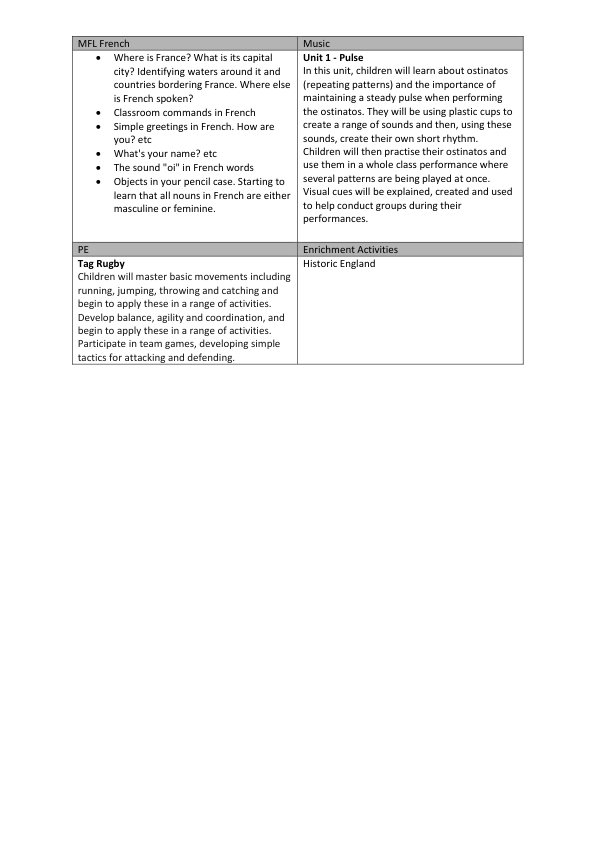 MFL French
• Where is France? What is its capital
city? Identifying waters around it and
countries bordering France. Where else
is French spoken?
• Classroom commands in French
• Simple greetings in French. How are
you? etc
• What's your name? etc
• The sound "oi" in French words
• Objects in your pencil case. Starting to
learn that all nouns in French are either
masculine or feminine.
Music
Unit 1 - Pulse
In this unit, children will learn about ostinatos
(repeating patterns) and the importance of
maintaining a steady pulse when performing
the ostinatos. They will be using plastic cups to
create a range of sounds and then, using these
sounds, create their own short rhythm.
Children will then practise their ostinatos and
use them in a whole class performance where
several patterns are being played at once.
Visual cues will be explained, created and used
to help conduct groups during their
performances.
PE
Tag Rugby
Children will master basic movements including
running, jumping, throwing and catching and
begin to apply these in a range of activities.
Develop balance, agility and coordination, and
begin to apply these in a range of activities.
Participate in team games, developing simple
tactics for attacking and defending.
Enrichment Activities
Historic England